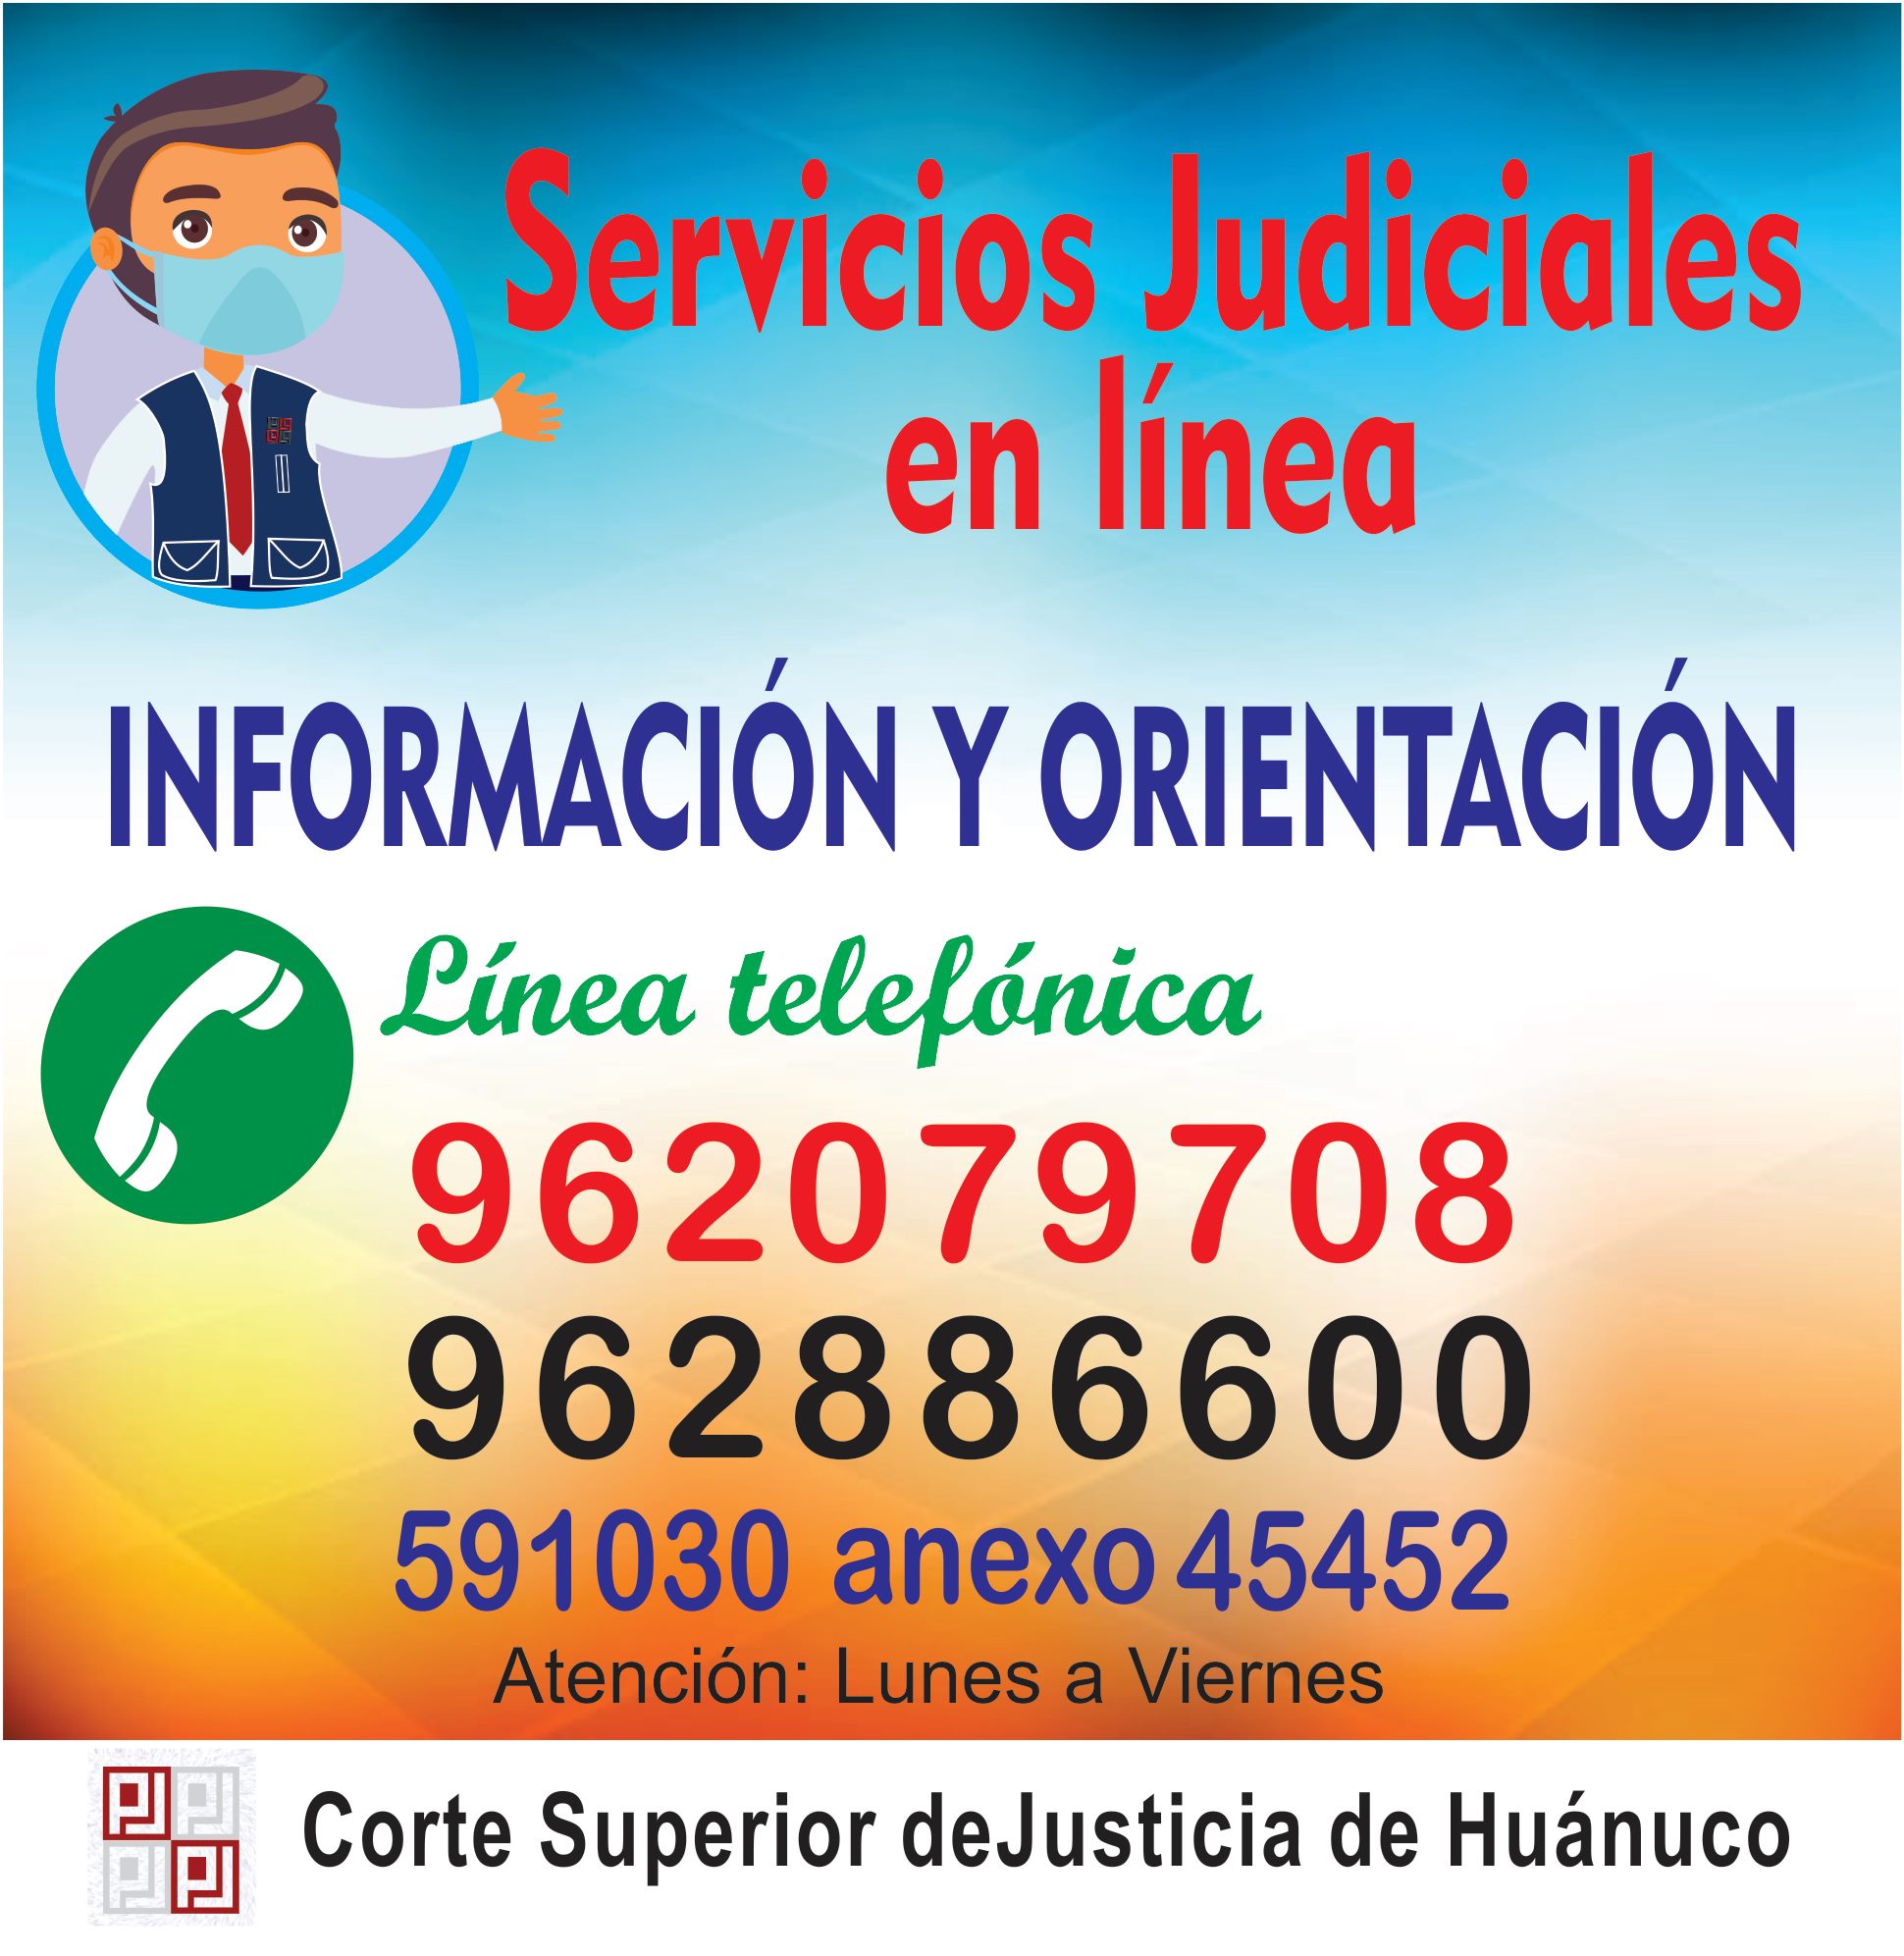 Servicios Judiciales
en línea
INFORMACIÓN Y ORIENTACIÓN
Línea telefónica
962079708
962886600
591030 anexo 45452
Atención: Lunes a Viernes
Corte Superior deJusticia de Huánuco